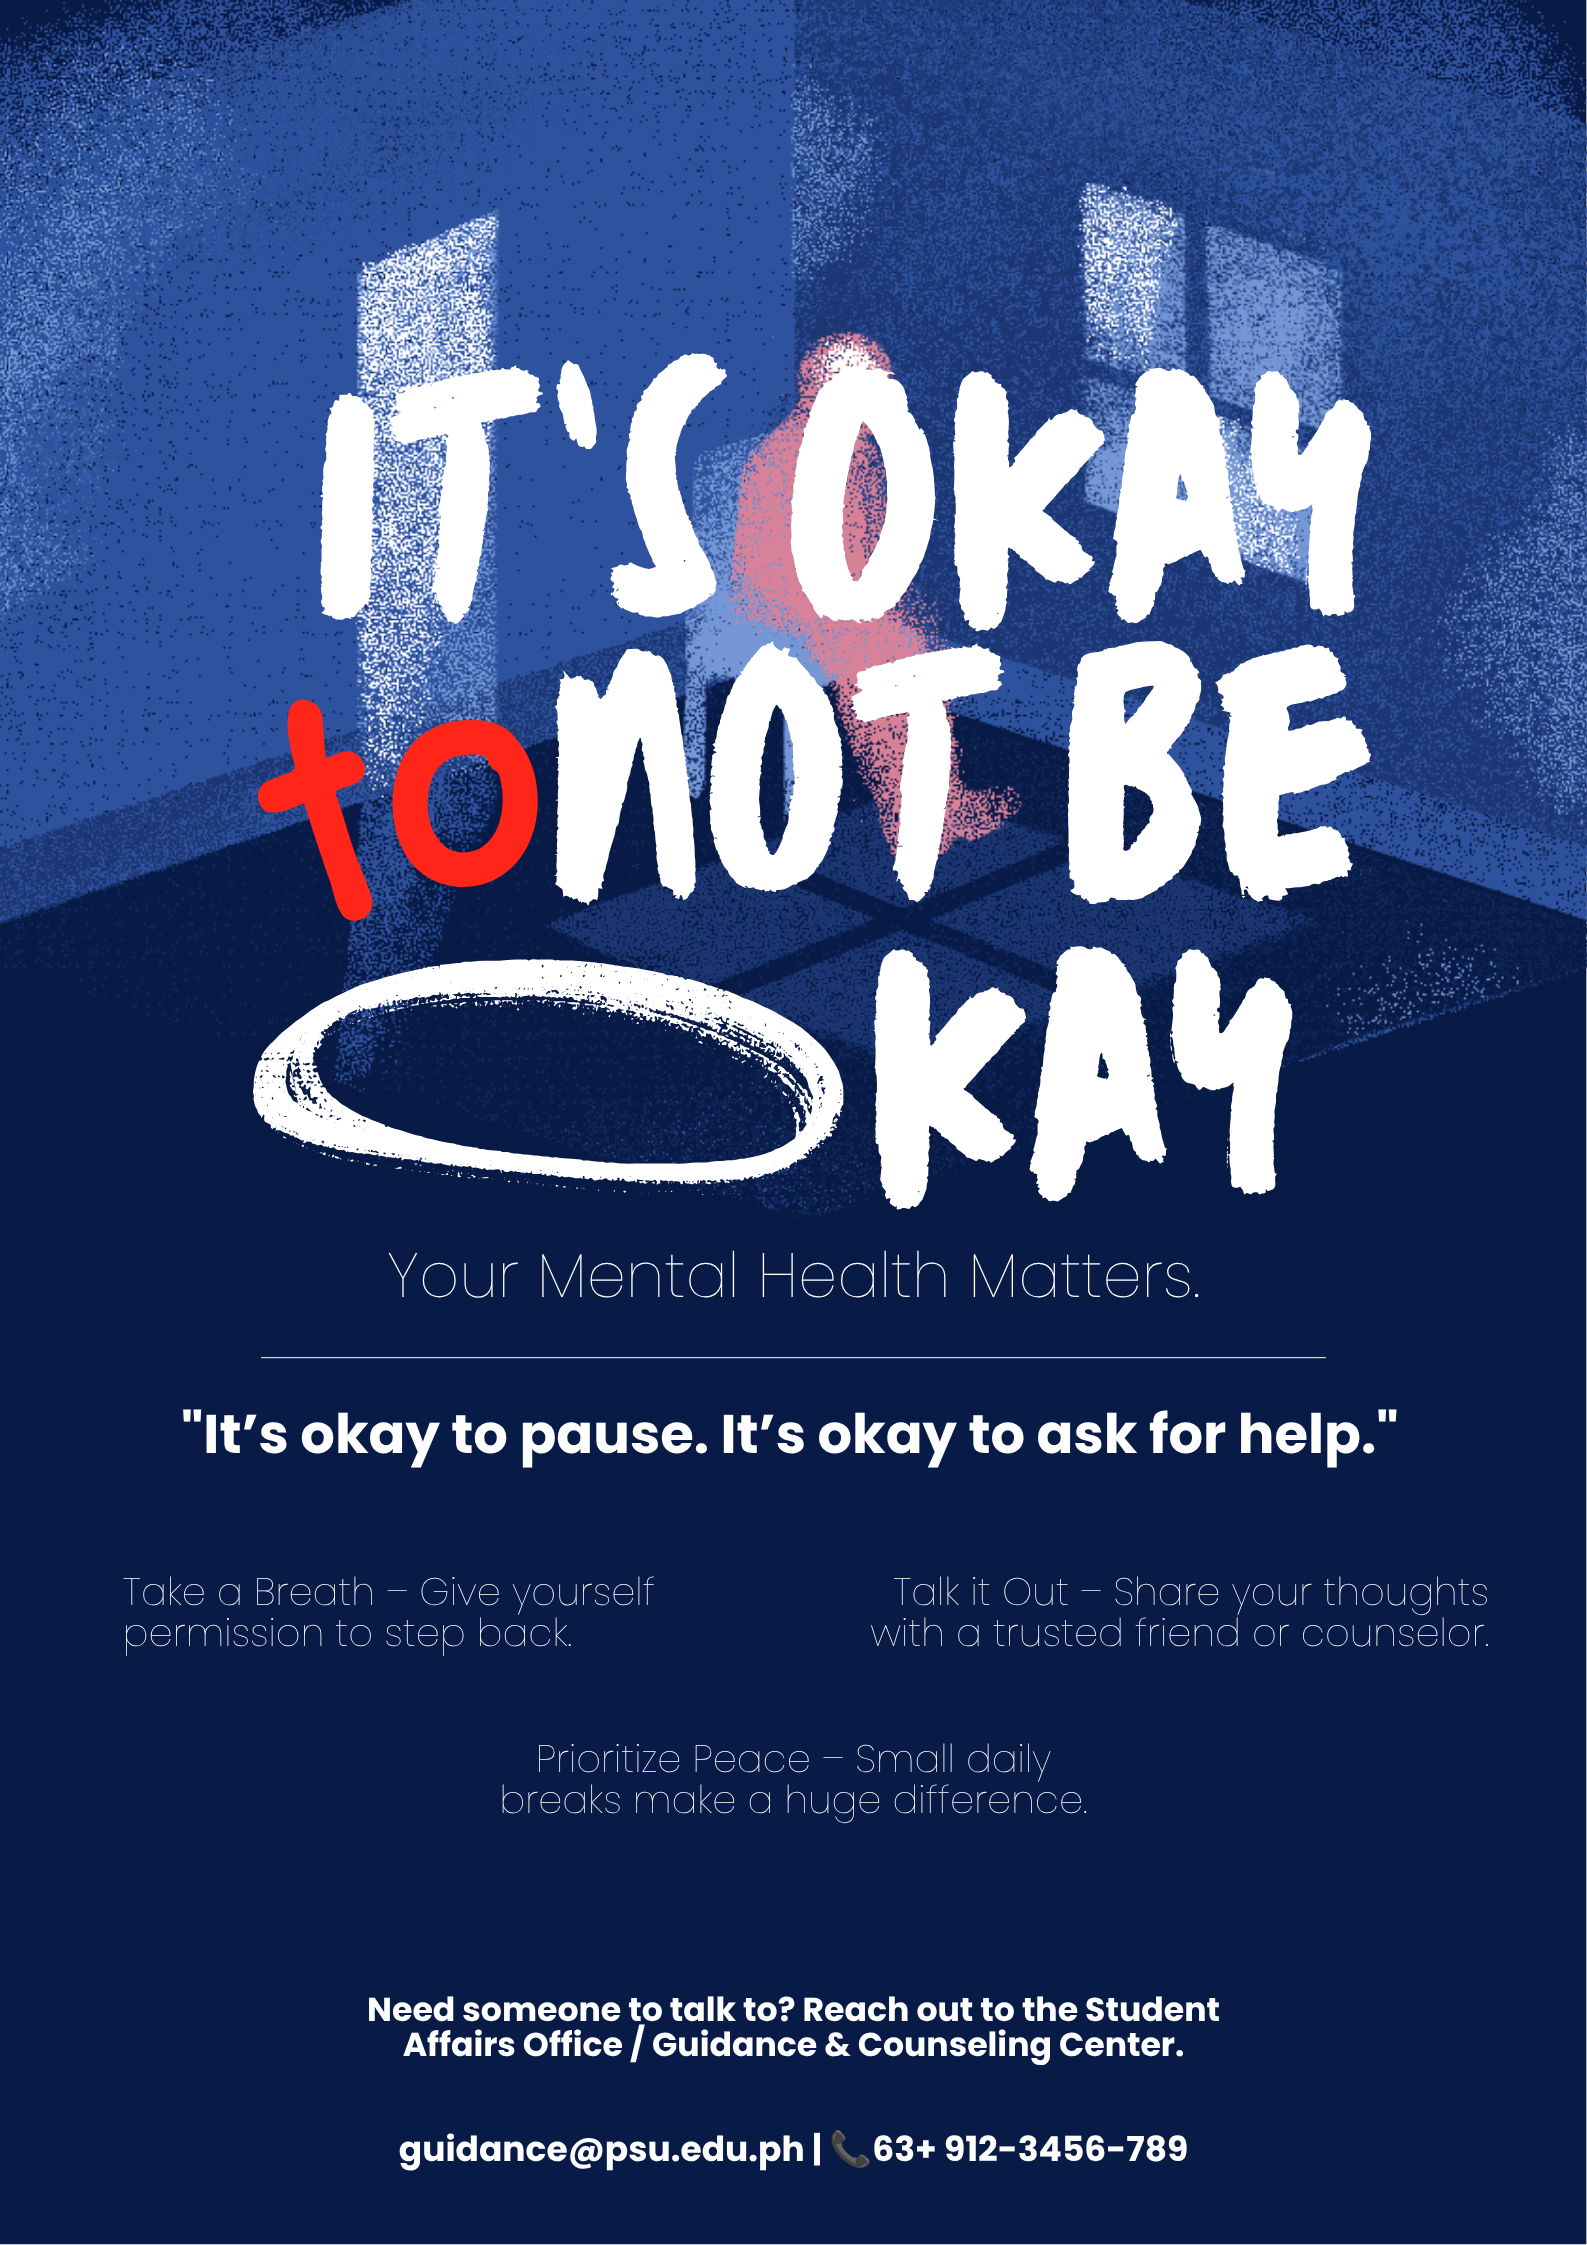 IT'S OKAY
to NOT BE
OKAY
Your Mental Health Matters.
"It’s okay to pause. It’s okay to ask for help."
Take a Breath – Give yourself
permission to step back.
Talk it Out – Share your thoughts
with a trusted friend or counselor.
Prioritize Peace – Small daily
breaks make a huge difference.
Need someone to talk to? Reach out to the Student
Affairs Office / Guidance & Counseling Center.
guidance@psu.edu.ph | 📞63+ 912-3456-789